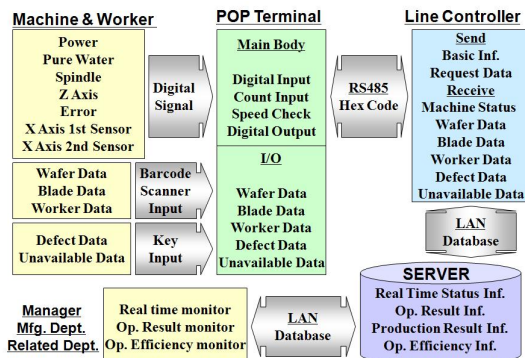 Machine & Worker
POP Terminal
Line Controller
Power
Pure Water
Spindle
Z Axis
Error
X Axis 1st Sensor
X Axis 2nd Sensor
Digital
Signal
Main Body
Digital Input
Count Input
Speed Check
Digital Output
RS485
Hex Code
Send
Basic Inf.
Request Data
Receive
Machine Status
Wafer Data
Blade Data
Worker Data
Defect Data
Unavailable Data
Wafer Data
Blade Data
Worker Data
Barcode
Scanner
Input
I/O
Wafer Data
Blade Data
Worker Data
Defect Data
Unavailable Data
Defect Data
Unavailable Data
Key
Input
LAN
Database
SERVER
Real Time Status Inf.
Op. Result Inf.
Production Result Inf.
Op. Efficiency Inf.
Manager
Mfg. Dept.
Related Dept.
Real time monitor
Op. Result monitor
Op. Efficiency monitor
LAN
Database